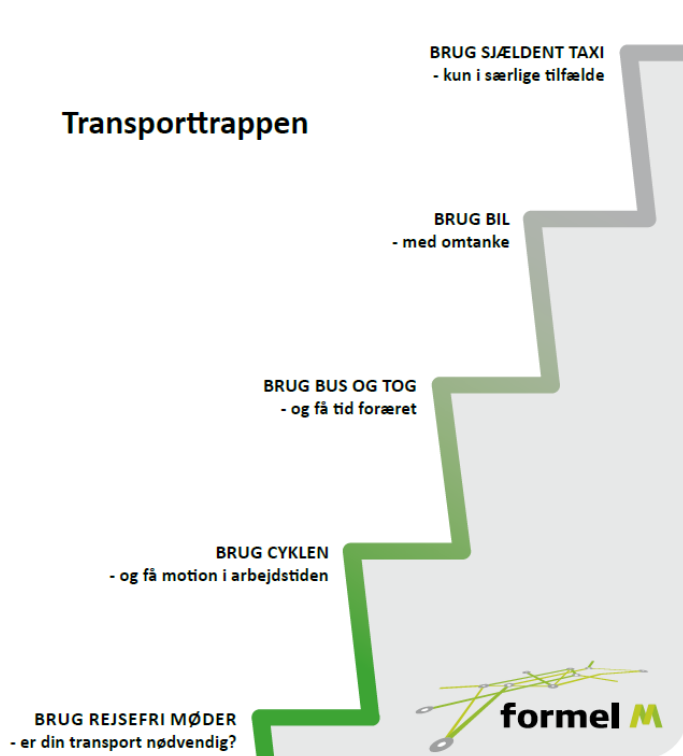 BRUG SJÆLDENT TAXI
- kun i særlige tilfælde
Transporttrappen
BRUG BIL
- med omtanke
BRUG BUS OG TOG
- og få tid foræret
BRUG CYKLEN
- og få motion i arbejdstiden
BRUG REJSEFRI MØDER
- er din transport nødvendig?
formel M